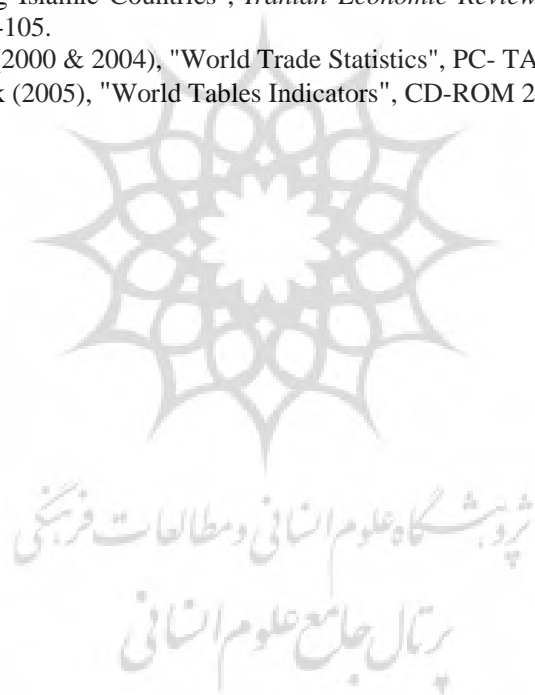 g Islamic Countries", Iranian Economic Review
-105.
(2000 & 2004), "World Trade Statistics", PC- TA
k (2005), "World Tables Indicators", CD-ROM 2
پژوهشگاه علوم انسانی و مطالعات فرهنگی
پرتال جامع علوم انسانی